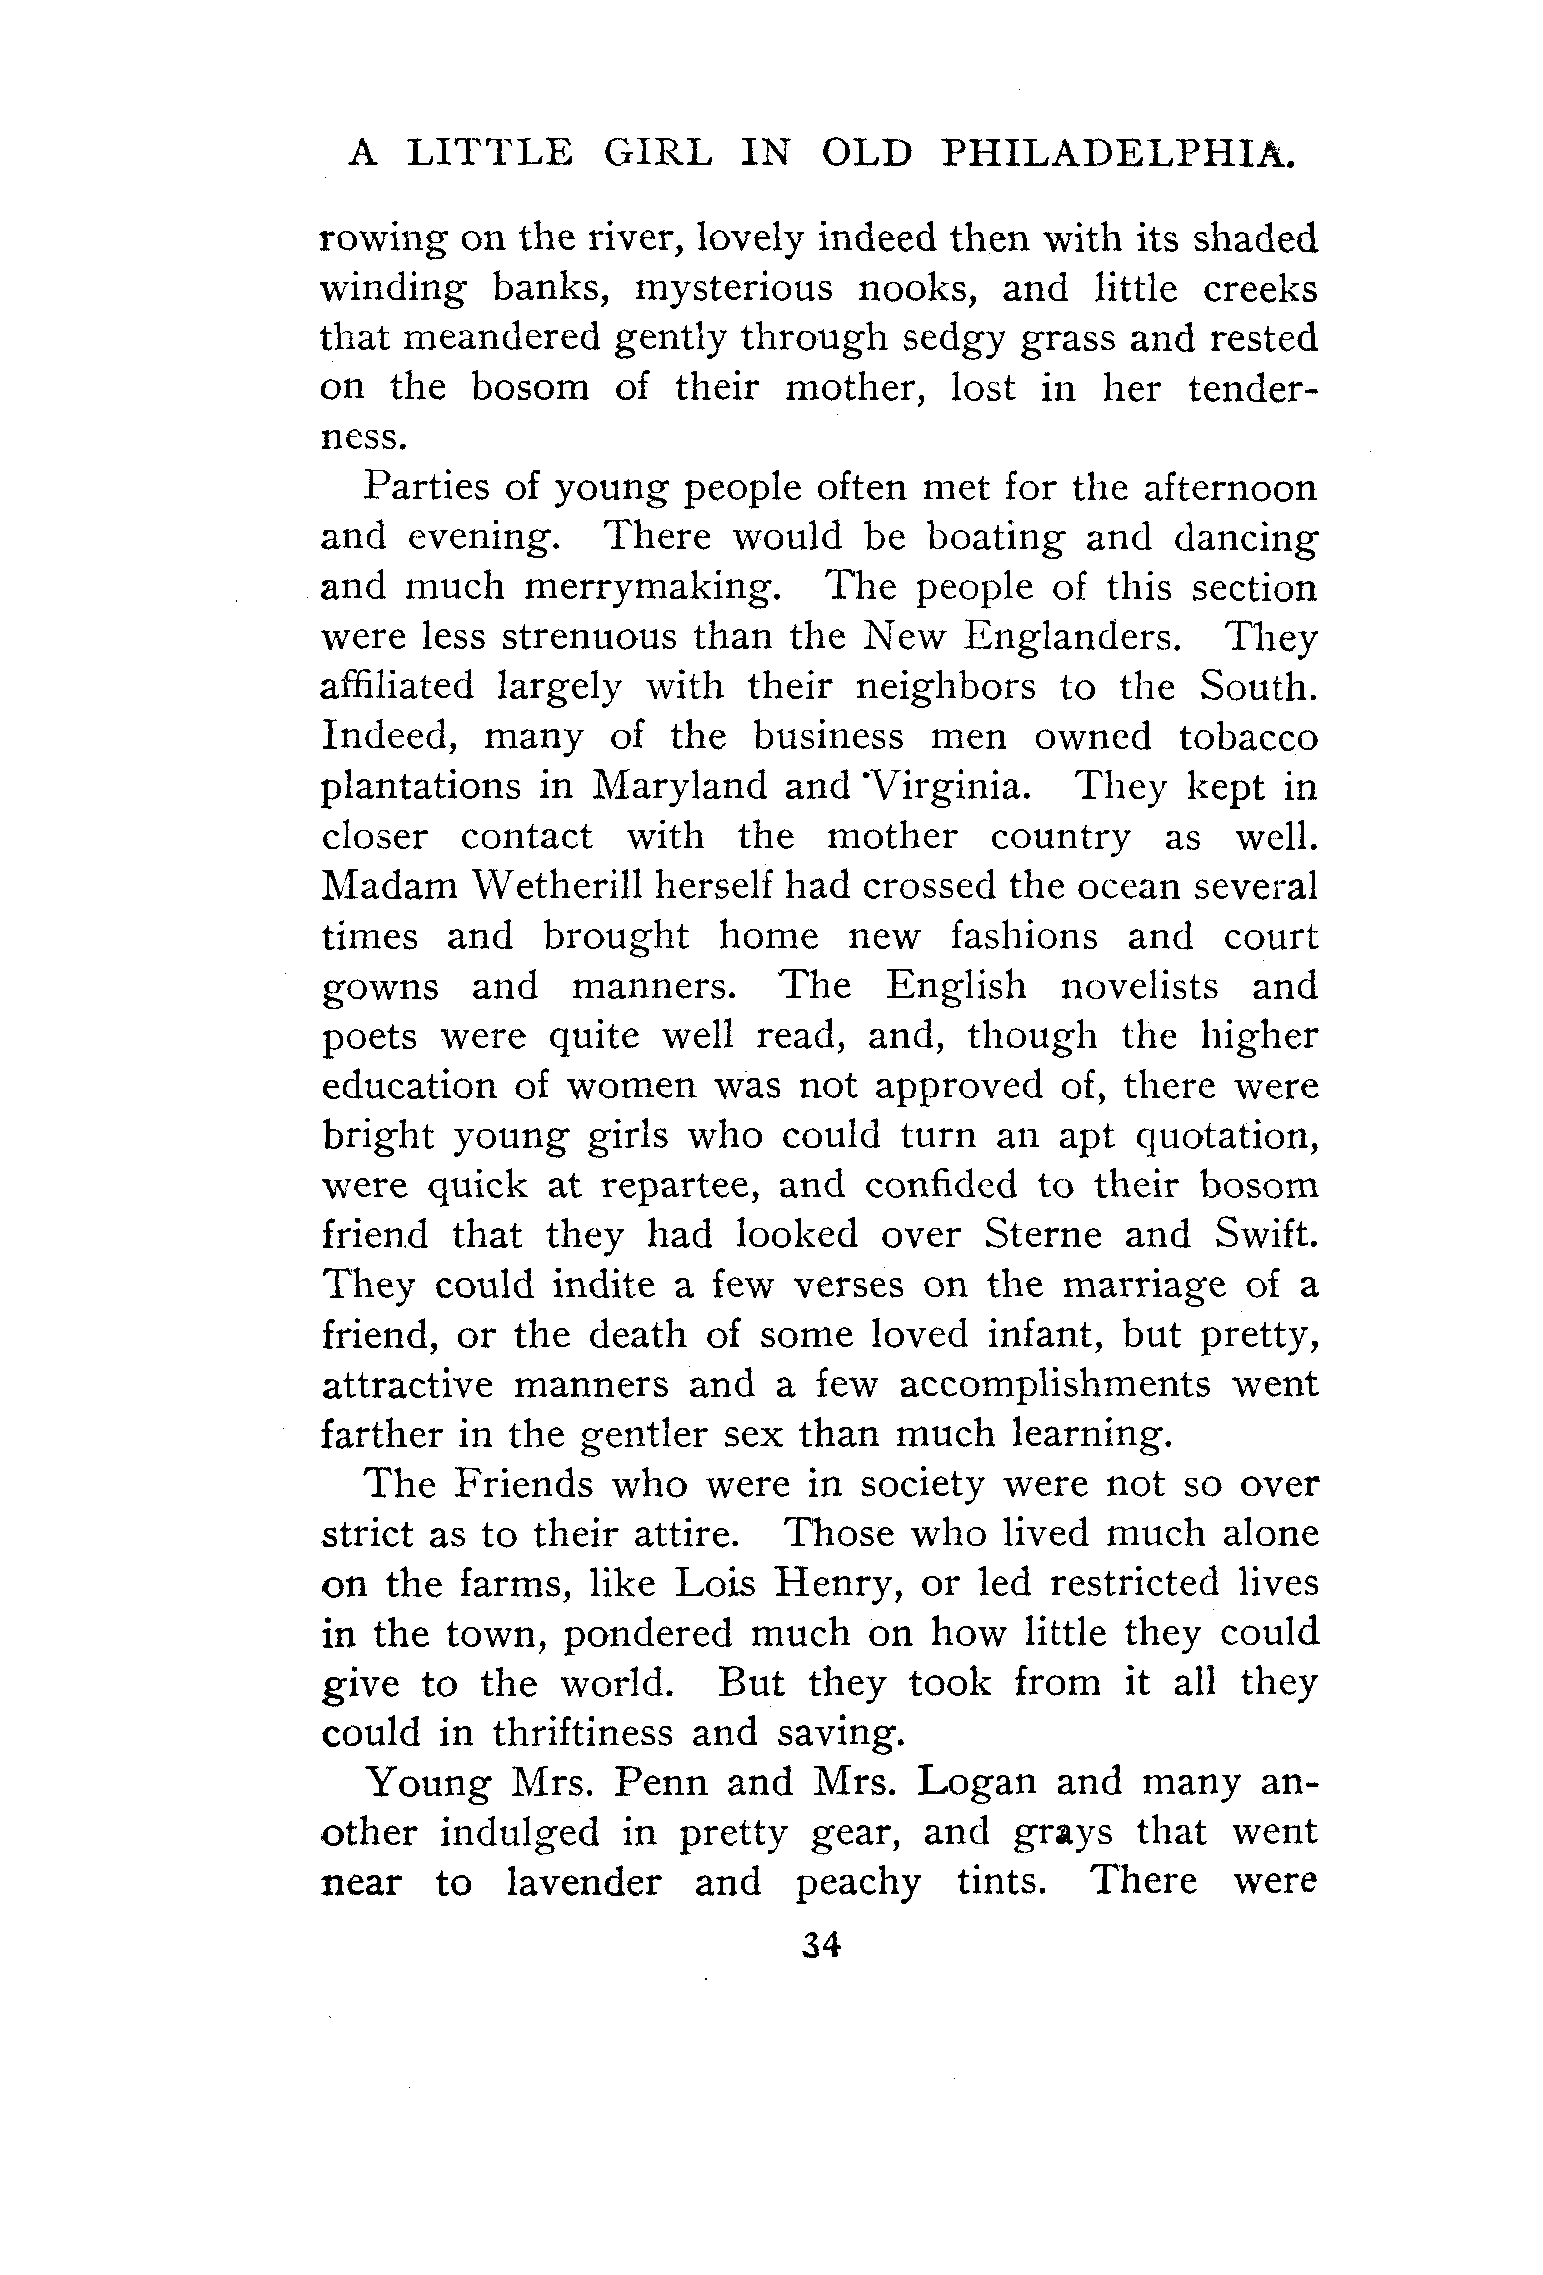 A LITTLE GIRL IN OLD PHILADELPHIA.
rowing on the river, lovely indeed then with its shaded
winding banks, mysterious nooks, and little creeks
that meandered gently through sedgy grass and rested
on the bosom of their mother, lost in her tender-
ness.
Parties of young people often met for the afternoon
and evening. There would be boating and dancing
and much merrymaking. The people of this section
were less strenuous than the New Englanders. They
affiliated largely with their neighbors to the South.
Indeed, many of the business men owned tobacco
plantations in Maryland and Virginia. They kept in
closer contact with the mother country as well.
Madam Wetherill herself had crossed the ocean several
times and brought home new fashions and court
gowns and manners. The English novelists and
poets were quite well read, and, though the higher
education of women was not approved of, there were
bright young girls who could turn an apt quotation,
were quick at repartee, and confided to their bosom
friend that they had looked over Sterne and Swift.
They could indite a few verses on the marriage of a
friend, or the death of some loved infant, but pretty,
attractive manners and a few accomplishments went
farther in the gentler sex than much learning.
The Friends who were in society were not so over
strict as to their attire. Those who lived much alone
on the farms, like Lois Henry, or led restricted lives
in the town, pondered much on how little they could
give to the world. But they took from it all they
could in thriftiness and saving.
Young Mrs. Penn and Mrs. Logan and many an-
other indulged in pretty gear, and grays that went
near to lavender and peachy tints. There were
34